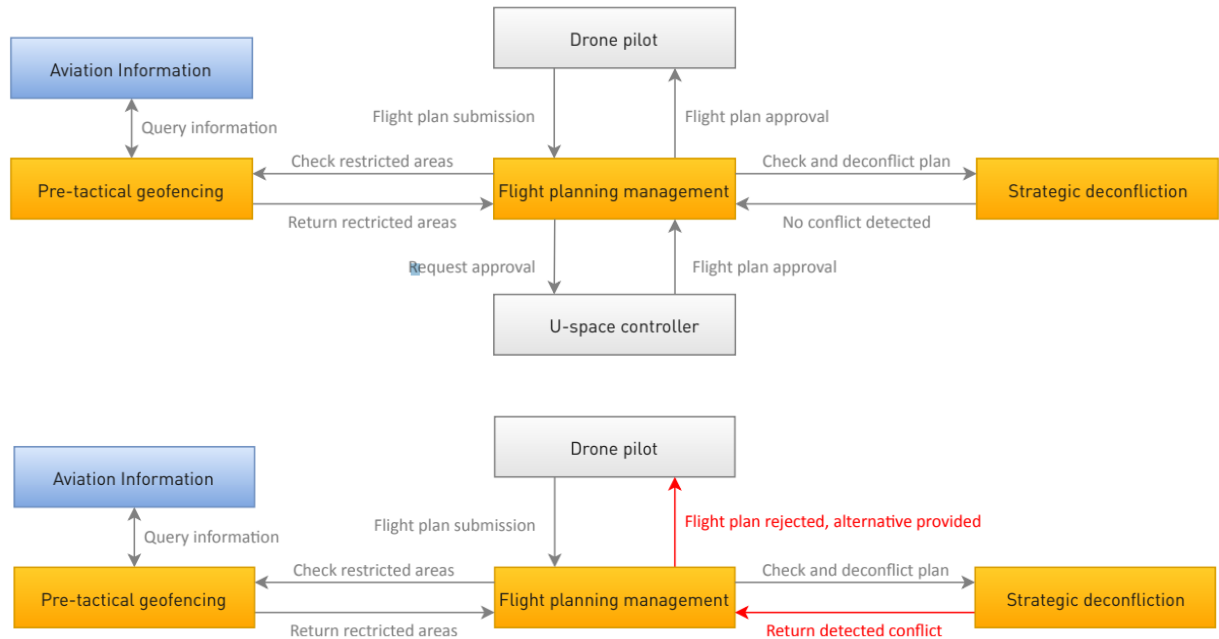 Drone pilot
Aviation Information
Flight plan submission
Flight plan approval
Query information
Check restricted areas
Check and deconflict plan
Pre-tactical geofencing
Flight planning management
Strategic deconfliction
Return rectricted areas
No conflict detected
Request approval
Flight plan approval
U-space controller
Drone pilot
Aviation Information
Flight plan submission
Flight plan rejected, alternative provided
Query information
Check restricted areas
Check and deconflict plan
Pre-tactical geofencing
Flight planning management
Strategic deconfliction
Return rectricted areas
Return detected conflict